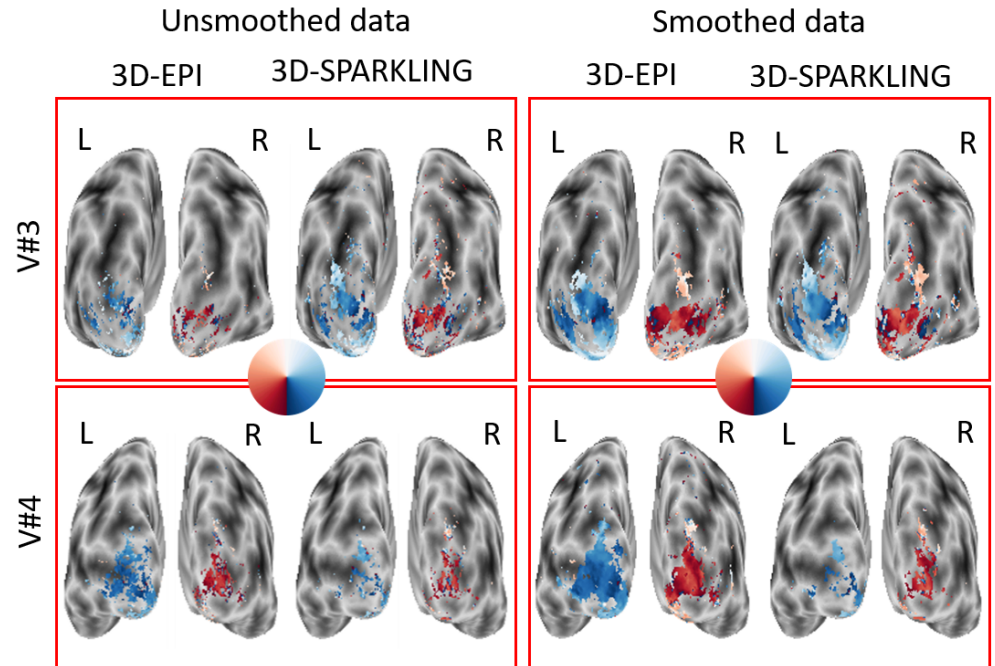 Unsmoothed data
Smoothed data
3D-EPI
3D-SPARKLING
3D-EPI
3D-SPARKLING
V#3
L
R
L
R
L
R
L
R
V#4
L
R
L
R
L
R
L
R